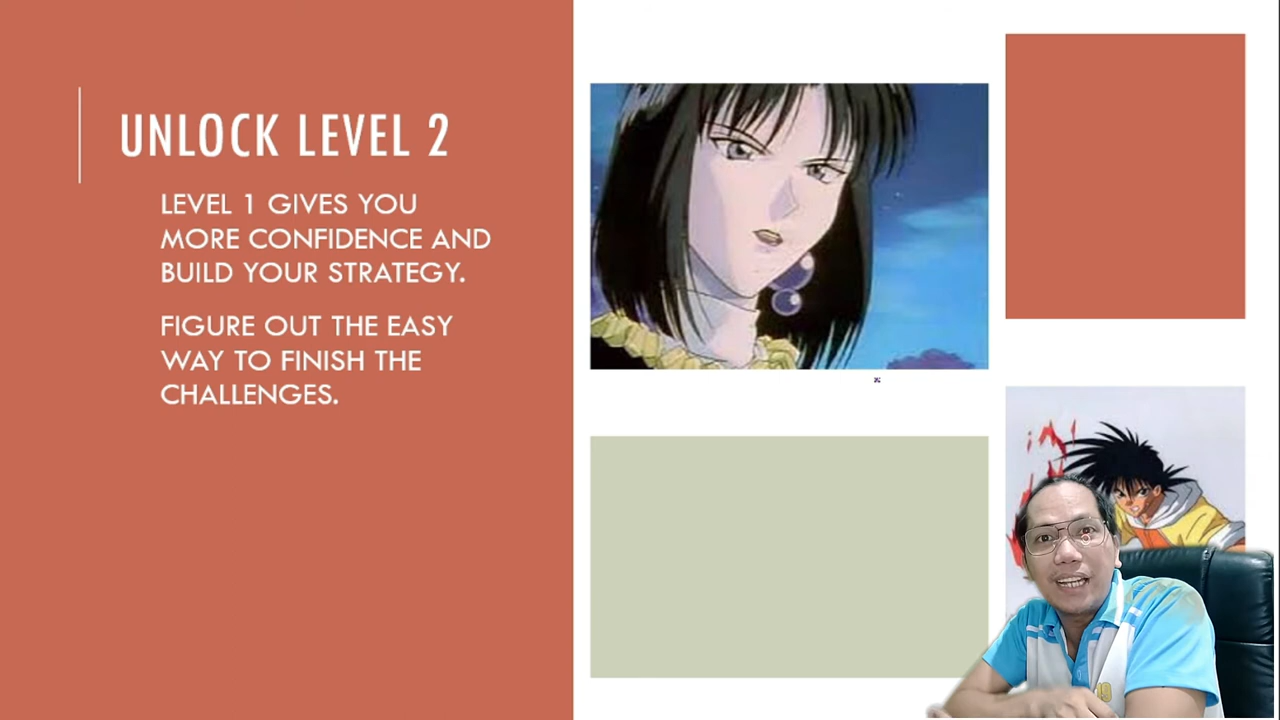 UNLOCK LEVEL 2
LEVEL 1 GIVES YOU
MORE CONFIDENCE AND
BUILD YOUR STRATEGY.
FIGURE OUT THE EASY
WAY TO FINISH THE
CHALLENGES.